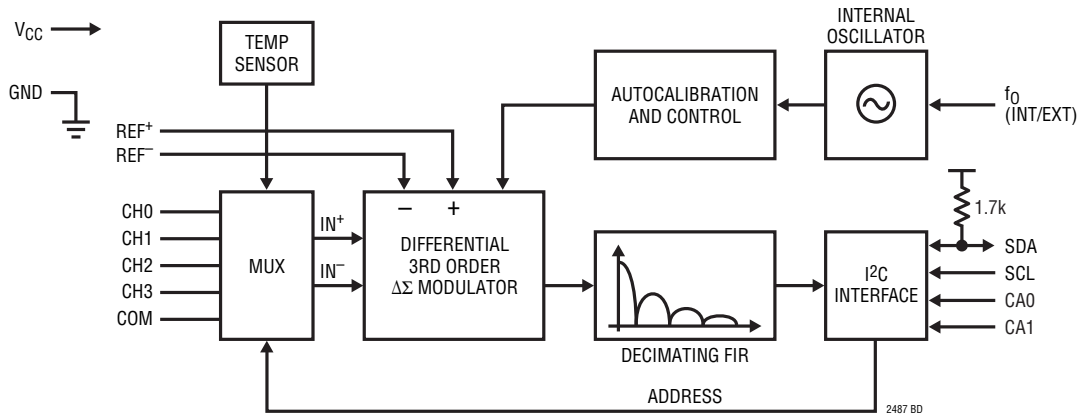 VCC
GND
TEMP
SENSOR
REF+
REF–
CH0
CH1
CH2
CH3
COM
MUX
IN+
IN–
–
+
DIFFERENTIAL
3RD ORDER
ΔΣ MODULATOR
AUTOCALIBRATION
AND CONTROL
INTERNAL
OSCILLATOR
fO
(INT/EXT)
DECIMATING FIR
I2C
INTERFACE
1.7k
SDA
SCL
CA0
CA1
ADDRESS
2487 BD